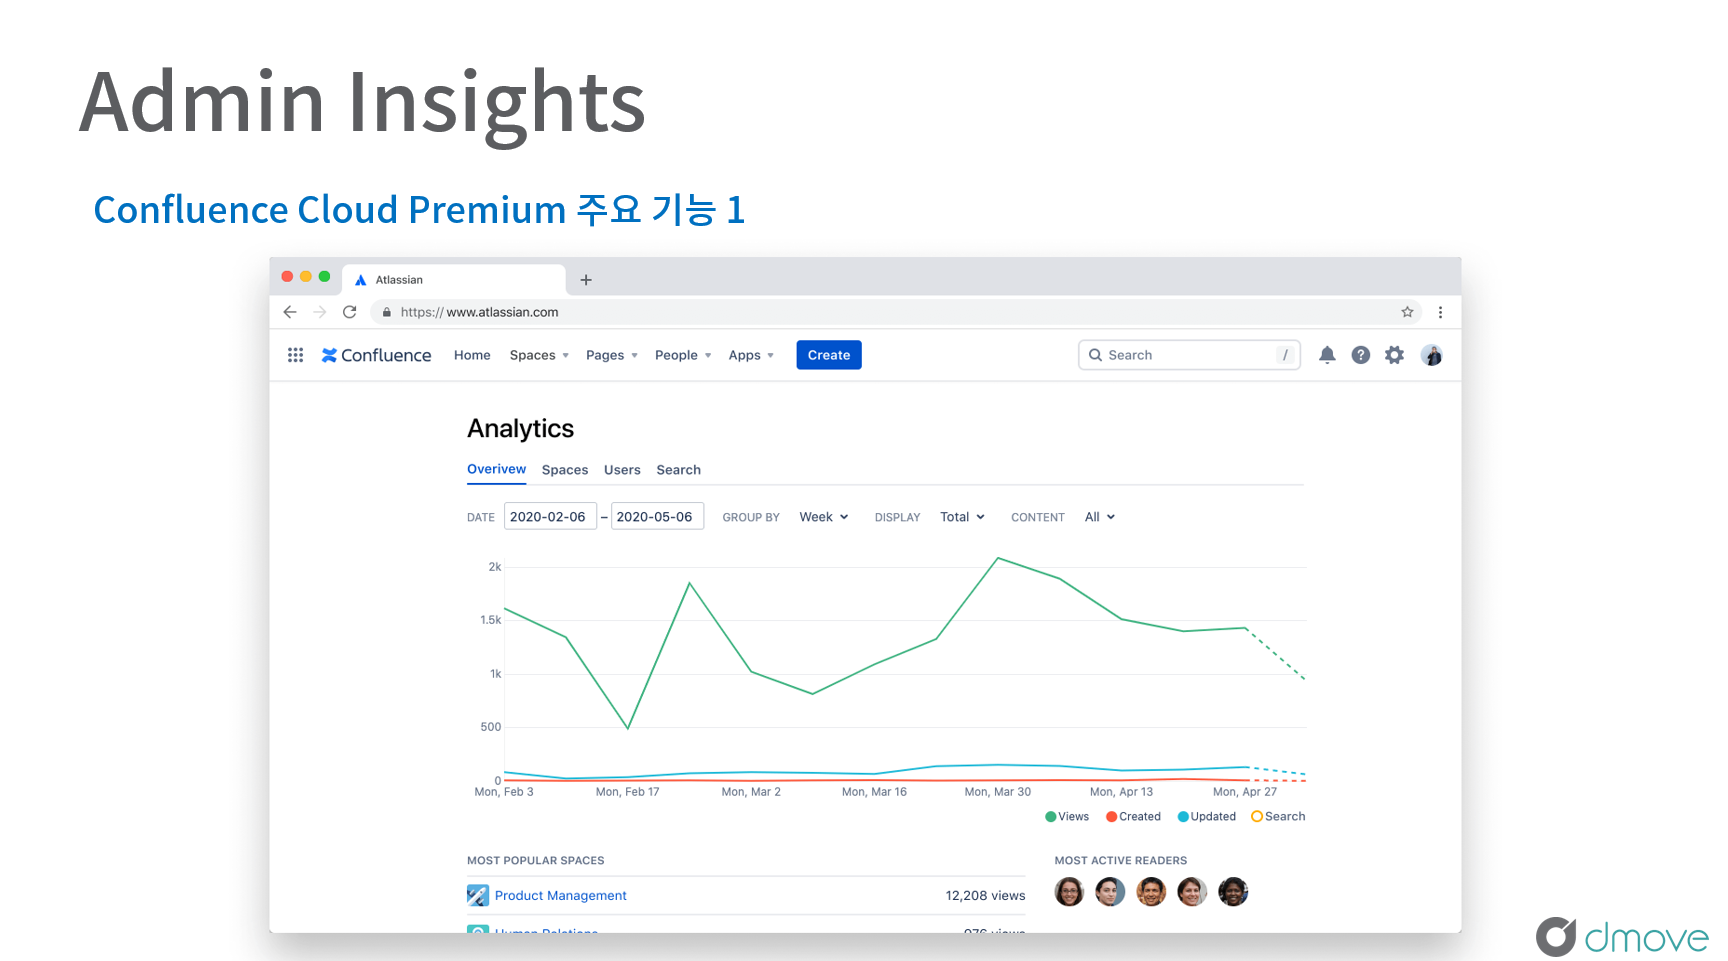 Admin Insights
Confluence Cloud Premium 주요 기능 1
Atlassian
https://www.atlassian.com
Confluence Home Spaces Pages People Apps Create Search /
Analytics
Overivew Spaces Users Search
DATE 2020-02-06 – 2020-05-06 GROUP BY Week DISPLAY Total CONTENT All
2k
1.5k
1k
500
0
Mon, Feb 3 Mon, Feb 17 Mon, Mar 2 Mon, Mar 16 Mon, Mar 30 Mon, Apr 13 Mon, Apr 27
Views Created Updated Search
MOST POPULAR SPACES
Product Management 12,208 views
MOST ACTIVE READERS
dmove